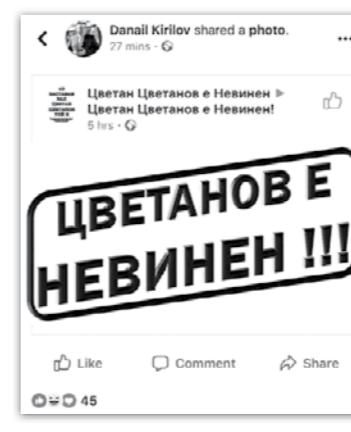 Danail Kirilov shared a photo.
27 mins ·
Цветан Цветанов е Невинен ▶
Цветан Цветанов е Невинен!
5 hrs ·
ЦВЕТАНОВ Е
НЕВИНЕН !!!
Like Comment Share
45